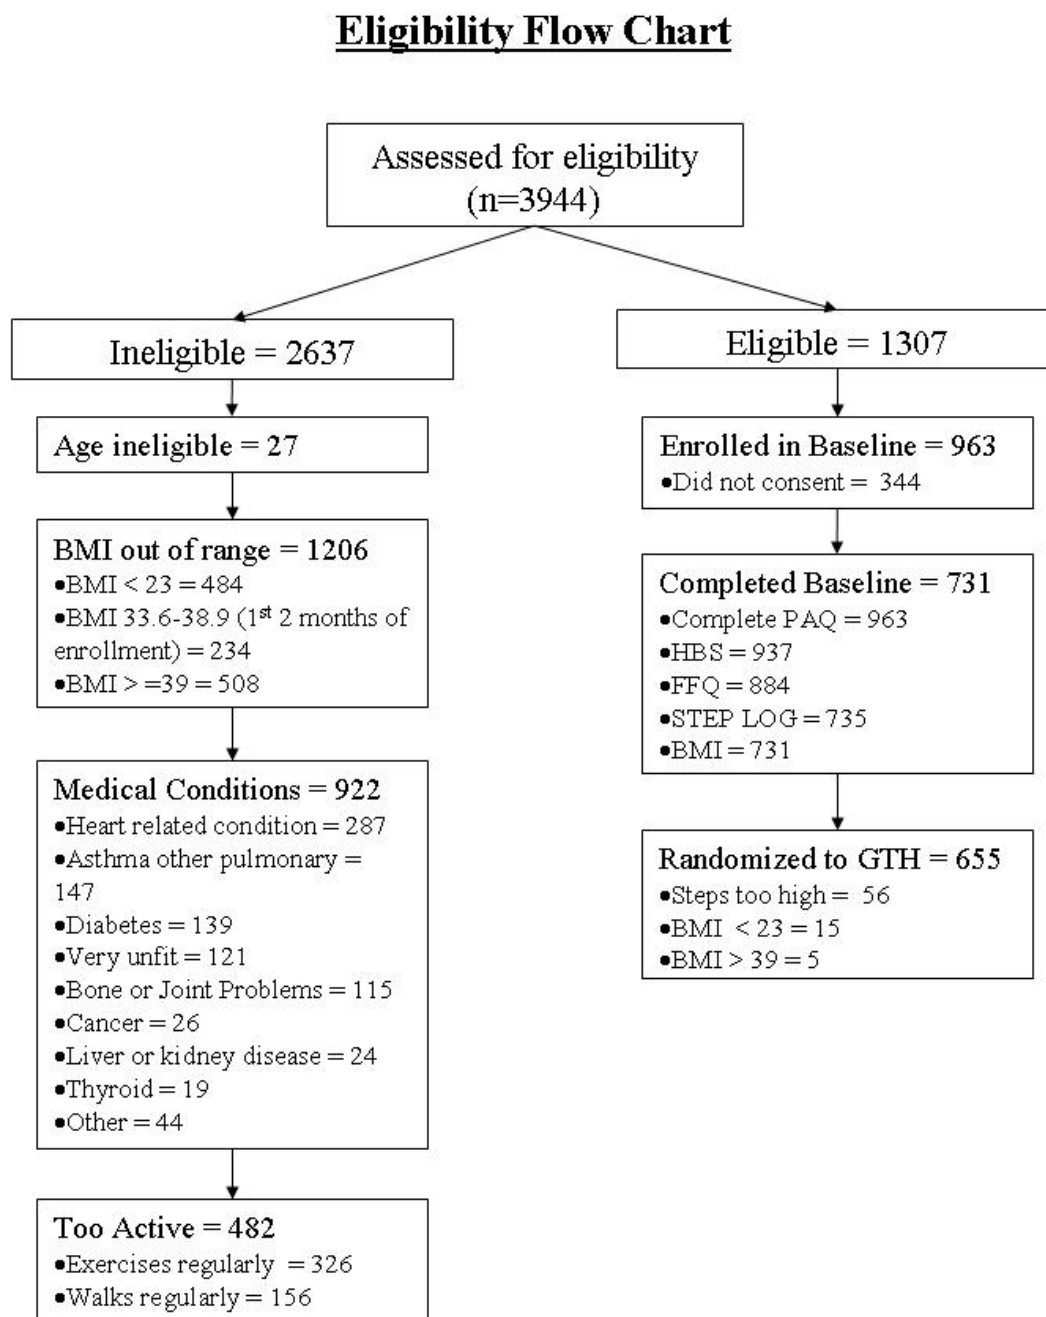 Eligibility Flow Chart
Assessed for eligibility
(n=3944)
Ineligible = 2637
Age ineligible = 27
BMI out of range = 1206
●BMI < 23 = 484
●BMI 33.6-38.9 (1st 2 months of
enrollment) = 234
●BMI > =39 = 508
Medical Conditions = 922
●Heart related condition = 287
●Asthma other pulmonary =
147
●Diabetes = 139
●Very unfit = 121
●Bone or Joint Problems = 115
●Cancer = 26
●Liver or kidney disease = 24
●Thyroid = 19
●Other = 44
Too Active = 482
●Exercises regularly = 326
●Walks regularly = 156
Eligible = 1307
Enrolled in Baseline = 963
●Did not consent = 344
Completed Baseline = 731
●Complete PAQ = 963
●HBS = 937
●FFQ = 884
●STEP LOG = 735
●BMI = 731
Randomized to GTH = 655
●Steps too high = 56
●BMI < 23 = 15
●BMI > 39 = 5